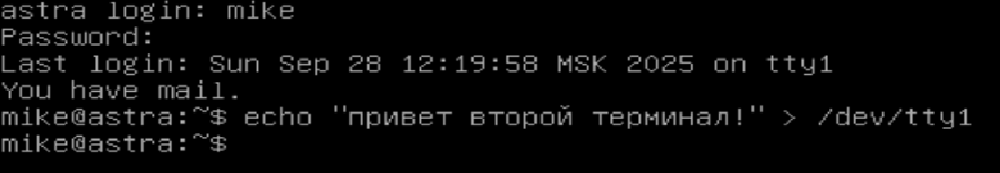 astra login: mike
Password:
Last login: Sun Sep 28 12:19:58 MSK 2025 on tty1
You have mail.
mike@astra:~$ echo "привет второй терминал!" > /dev/tty1
mike@astra:~$